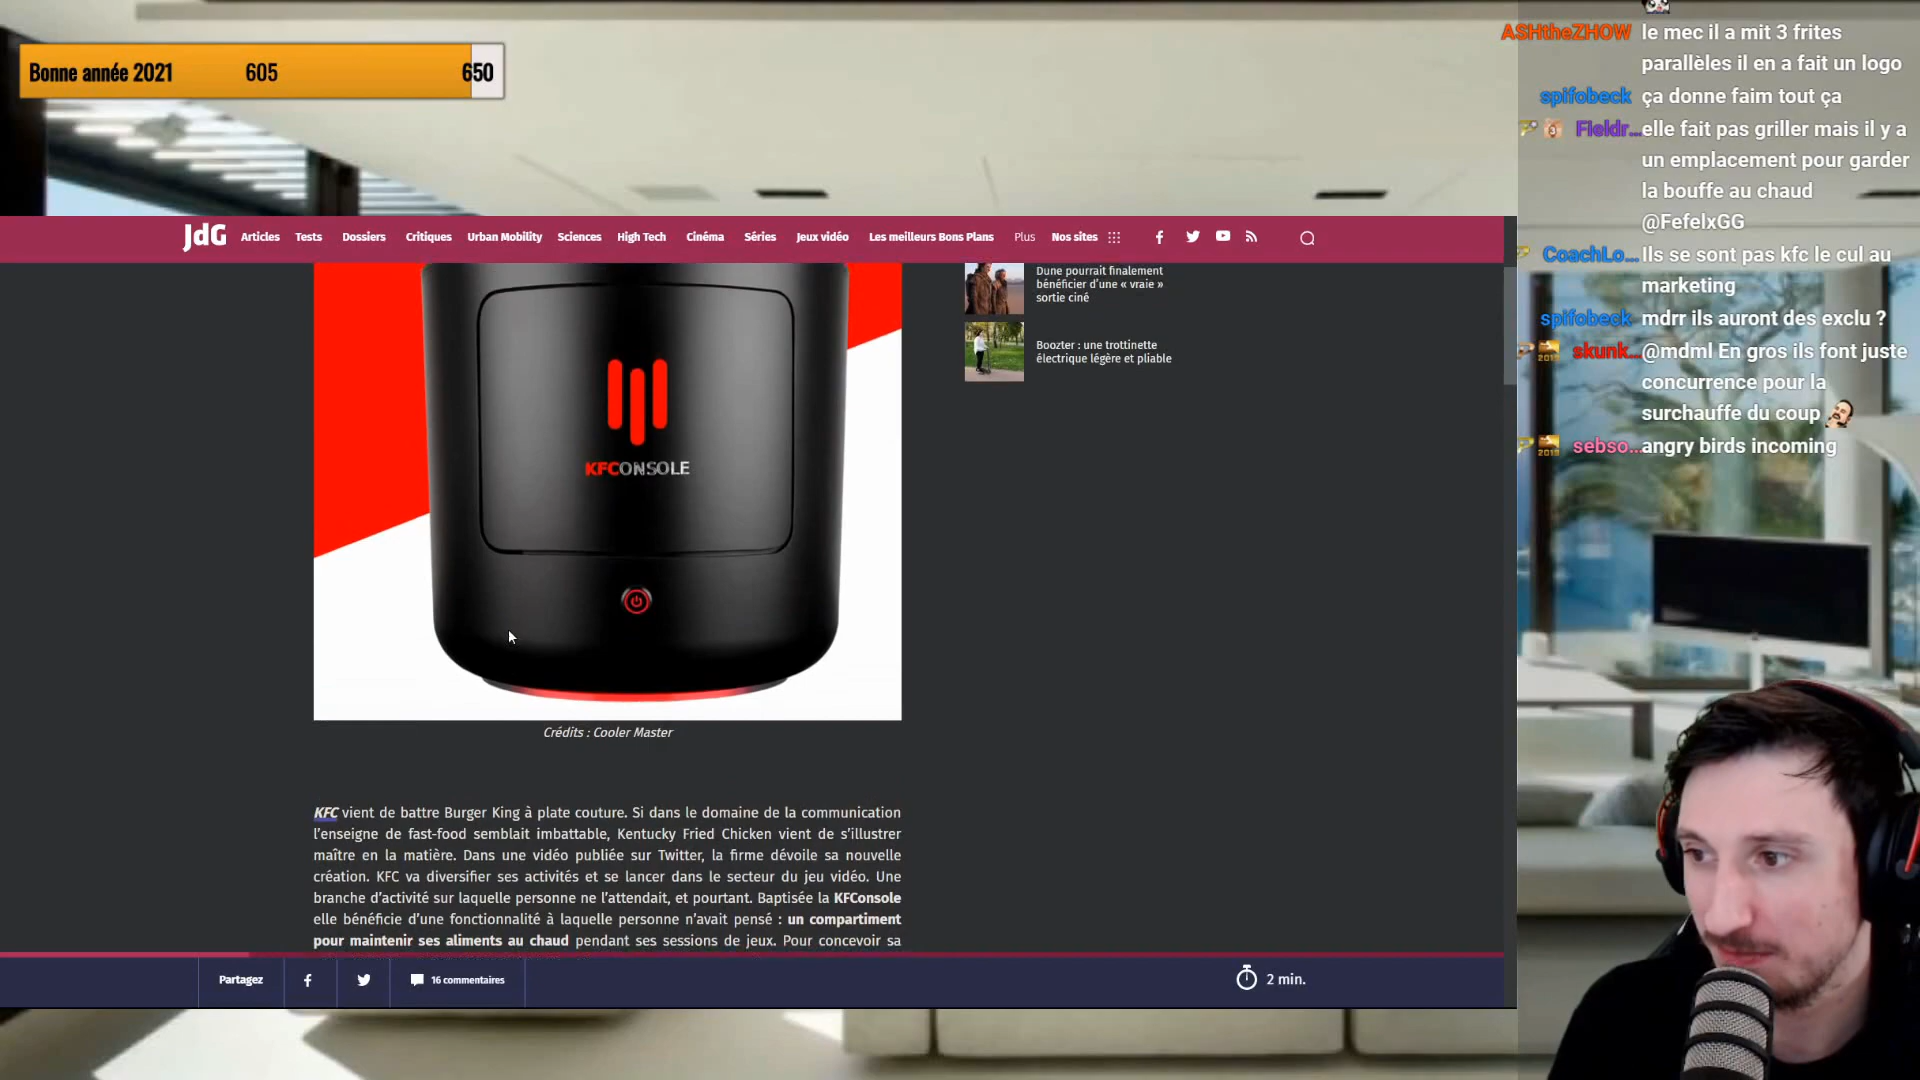 Bonne année 2021 605 650
JdG Articles Tests Dossiers Critiques Urban Mobility Sciences High Tech Cinéma Séries Jeux vidéo Les meilleurs Bons Plans Plus Nos sites
KFCONSOLE
Crédits : Cooler Master
KFC vient de battre Burger King à plate couture. Si dans le domaine de la communication
l'enseigne de fast-food semblait imbattable, Kentucky Fried Chicken vient de s'illustrer
maître en la matière. Dans une vidéo publiée sur Twitter, la firme dévoile sa nouvelle
création. KFC va diversifier ses activités et se lancer dans le secteur du jeu vidéo. Une
branche d'activité sur laquelle personne ne l'attendait, et pourtant. Baptisée la KFConsole
elle bénéficie d'une fonctionnalité à laquelle personne n'avait pensé : un compartiment
pour maintenir ses aliments au chaud pendant ses sessions de jeux. Pour concevoir sa
Dune pourrait finalement
bénéficier d'une « vraie »
sortie ciné
Boozter : une trottinette
électrique légère et pliable
Partagez
16 commentaires
2 min.
ASHtheZHOW le mec il a mit 3 frites
parallèles il en a fait un logo
spifobeck ça donne faim tout ça
Fieldr... elle fait pas griller mais il y a
un emplacement pour garder
la bouffe au chaud
@FefelxGG
CoachLo... Ils se sont pas kfc le cul au
marketing
spifobeck mdrr ils auront des exclu ?
skunk... @mdml En gros ils font juste
concurrence pour la
surchauffe du coup
sebso... angry birds incoming